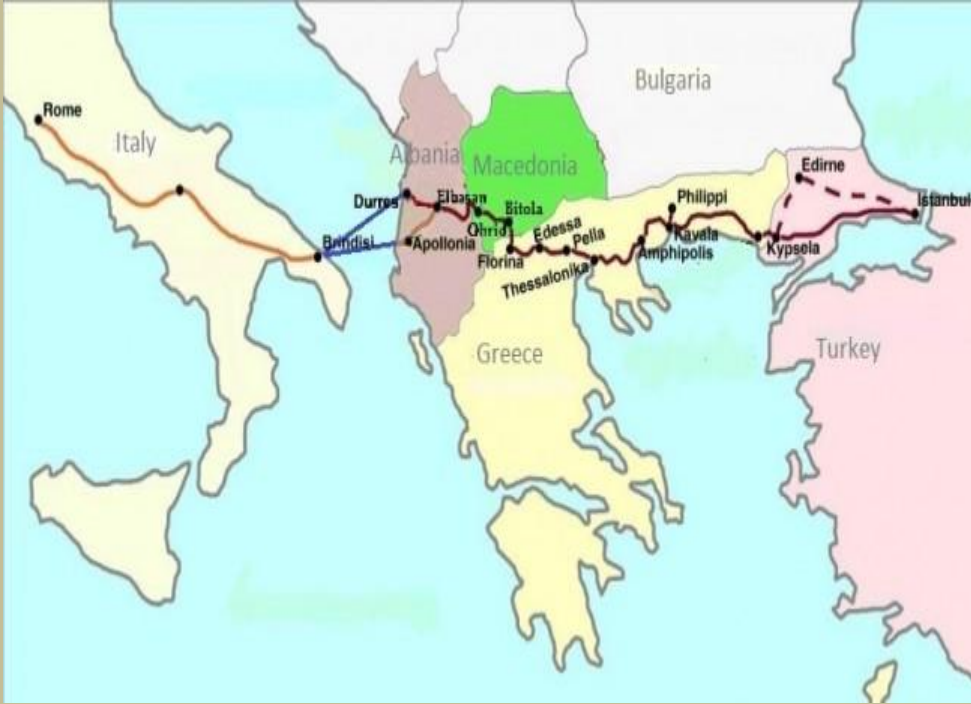 Rome
Italy
Bulgaria
Albania
Macedonia
Edirne
Philippi
Durres
Elbasan
Bitola
Istanbul
Ohrid
Edessa
Brindisi
Apollonia
Pella
Kavala
Kypsela
Florina
Amphipolis
Thessalonika
Greece
Turkey